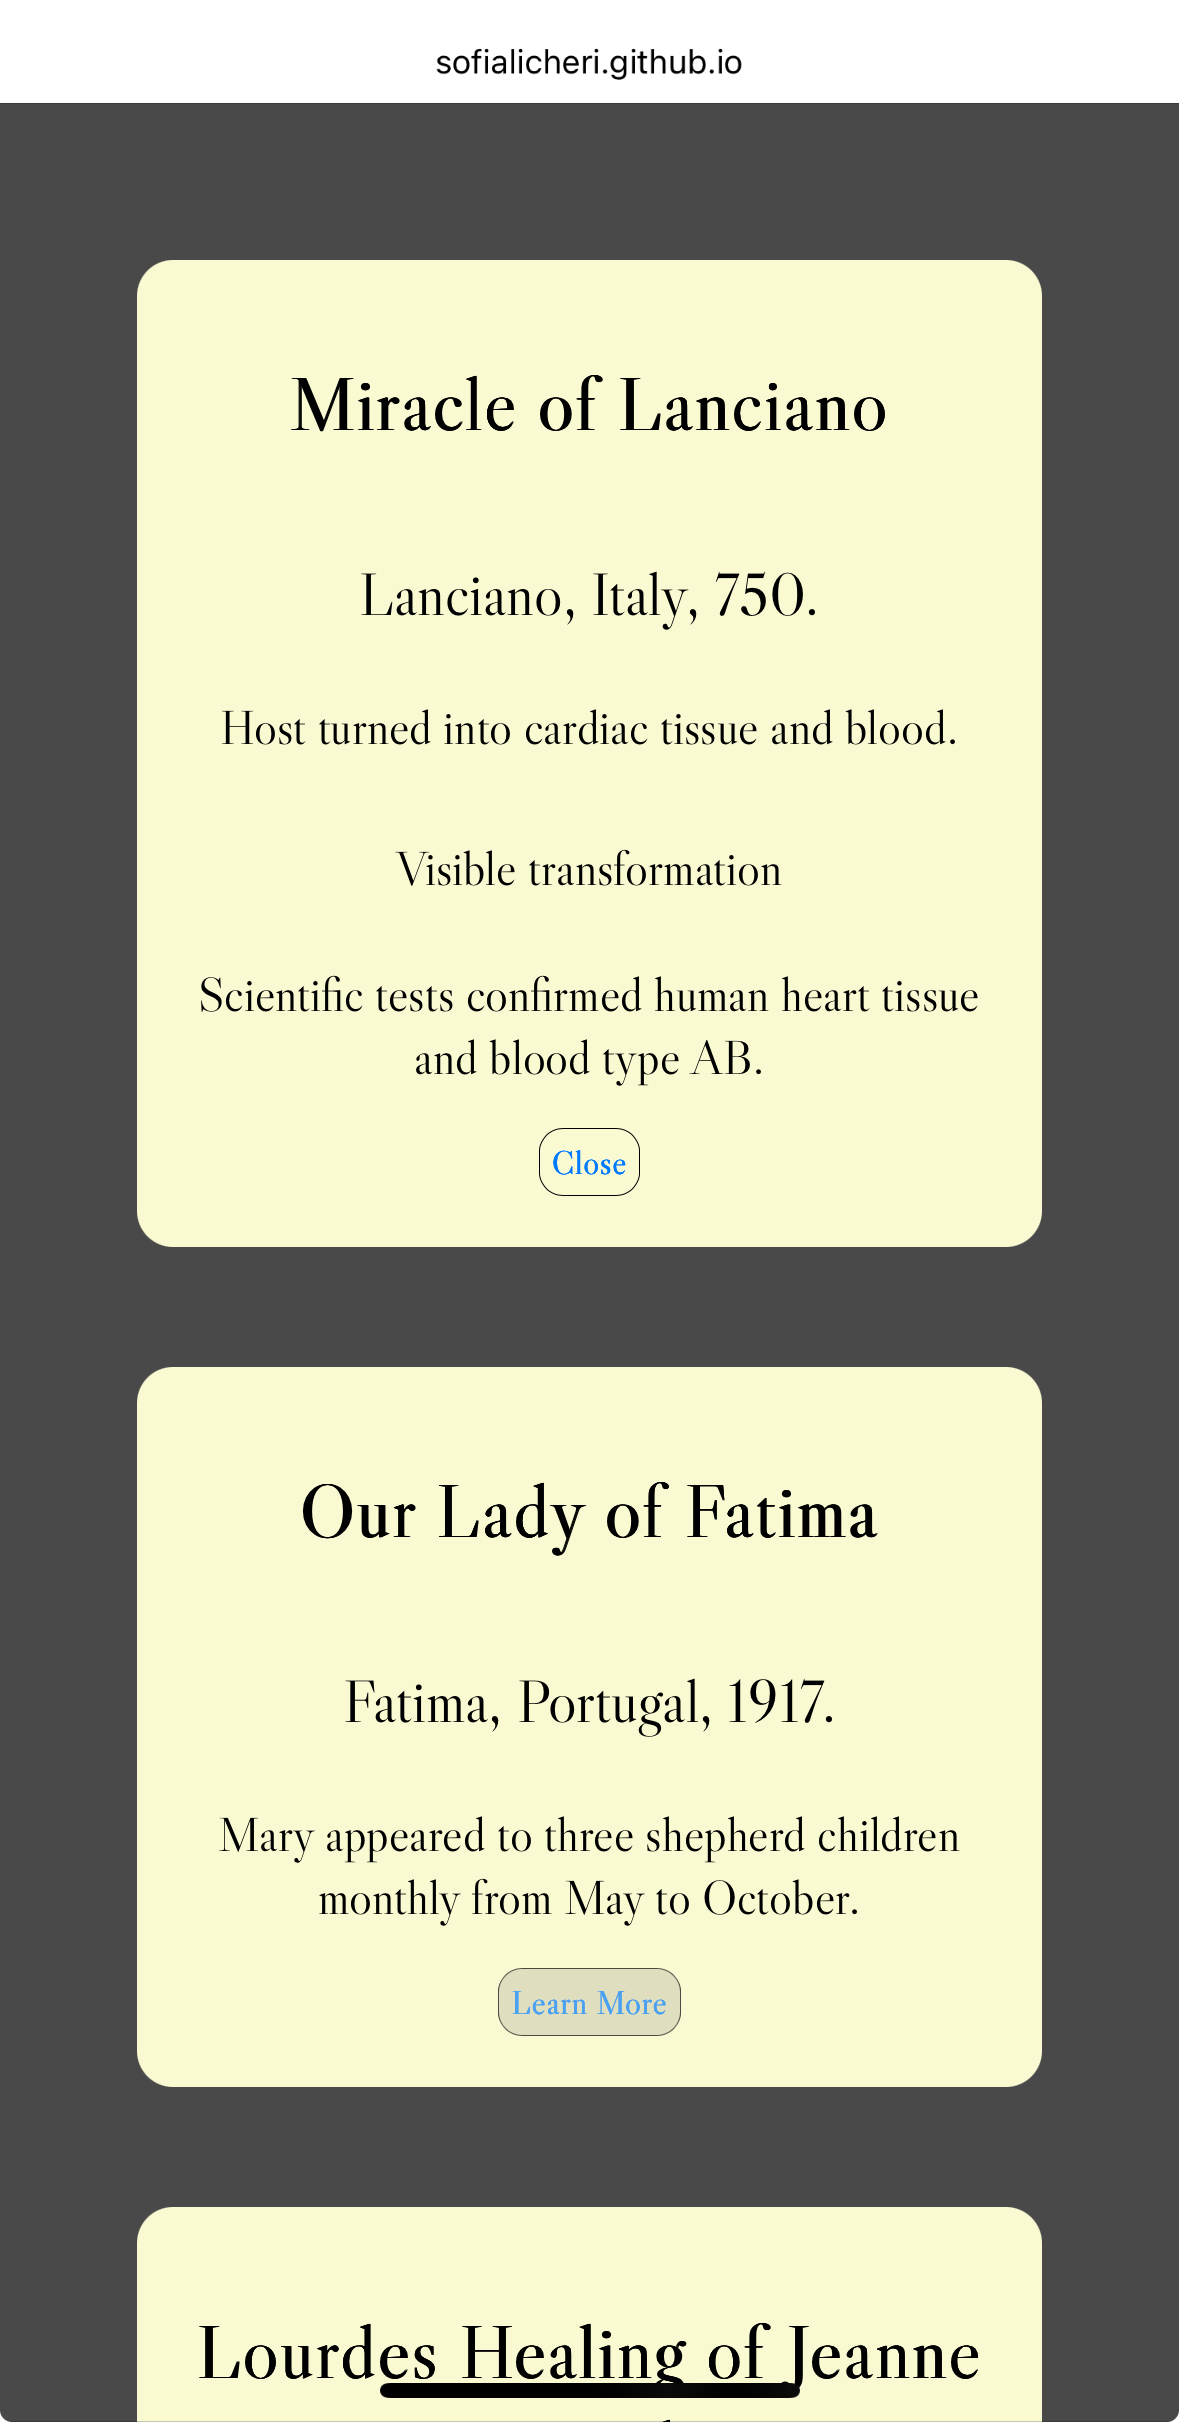 sofialicheri.github.io
Miracle of Lanciano
Lanciano, Italy, 750.
Host turned into cardiac tissue and blood.
Visible transformation
Scientific tests confirmed human heart tissue
and blood type AB.
Close
Our Lady of Fatima
Fatima, Portugal, 1917.
Mary appeared to three shepherd children
monthly from May to October.
Learn More
Lourdes Healing of Jeanne